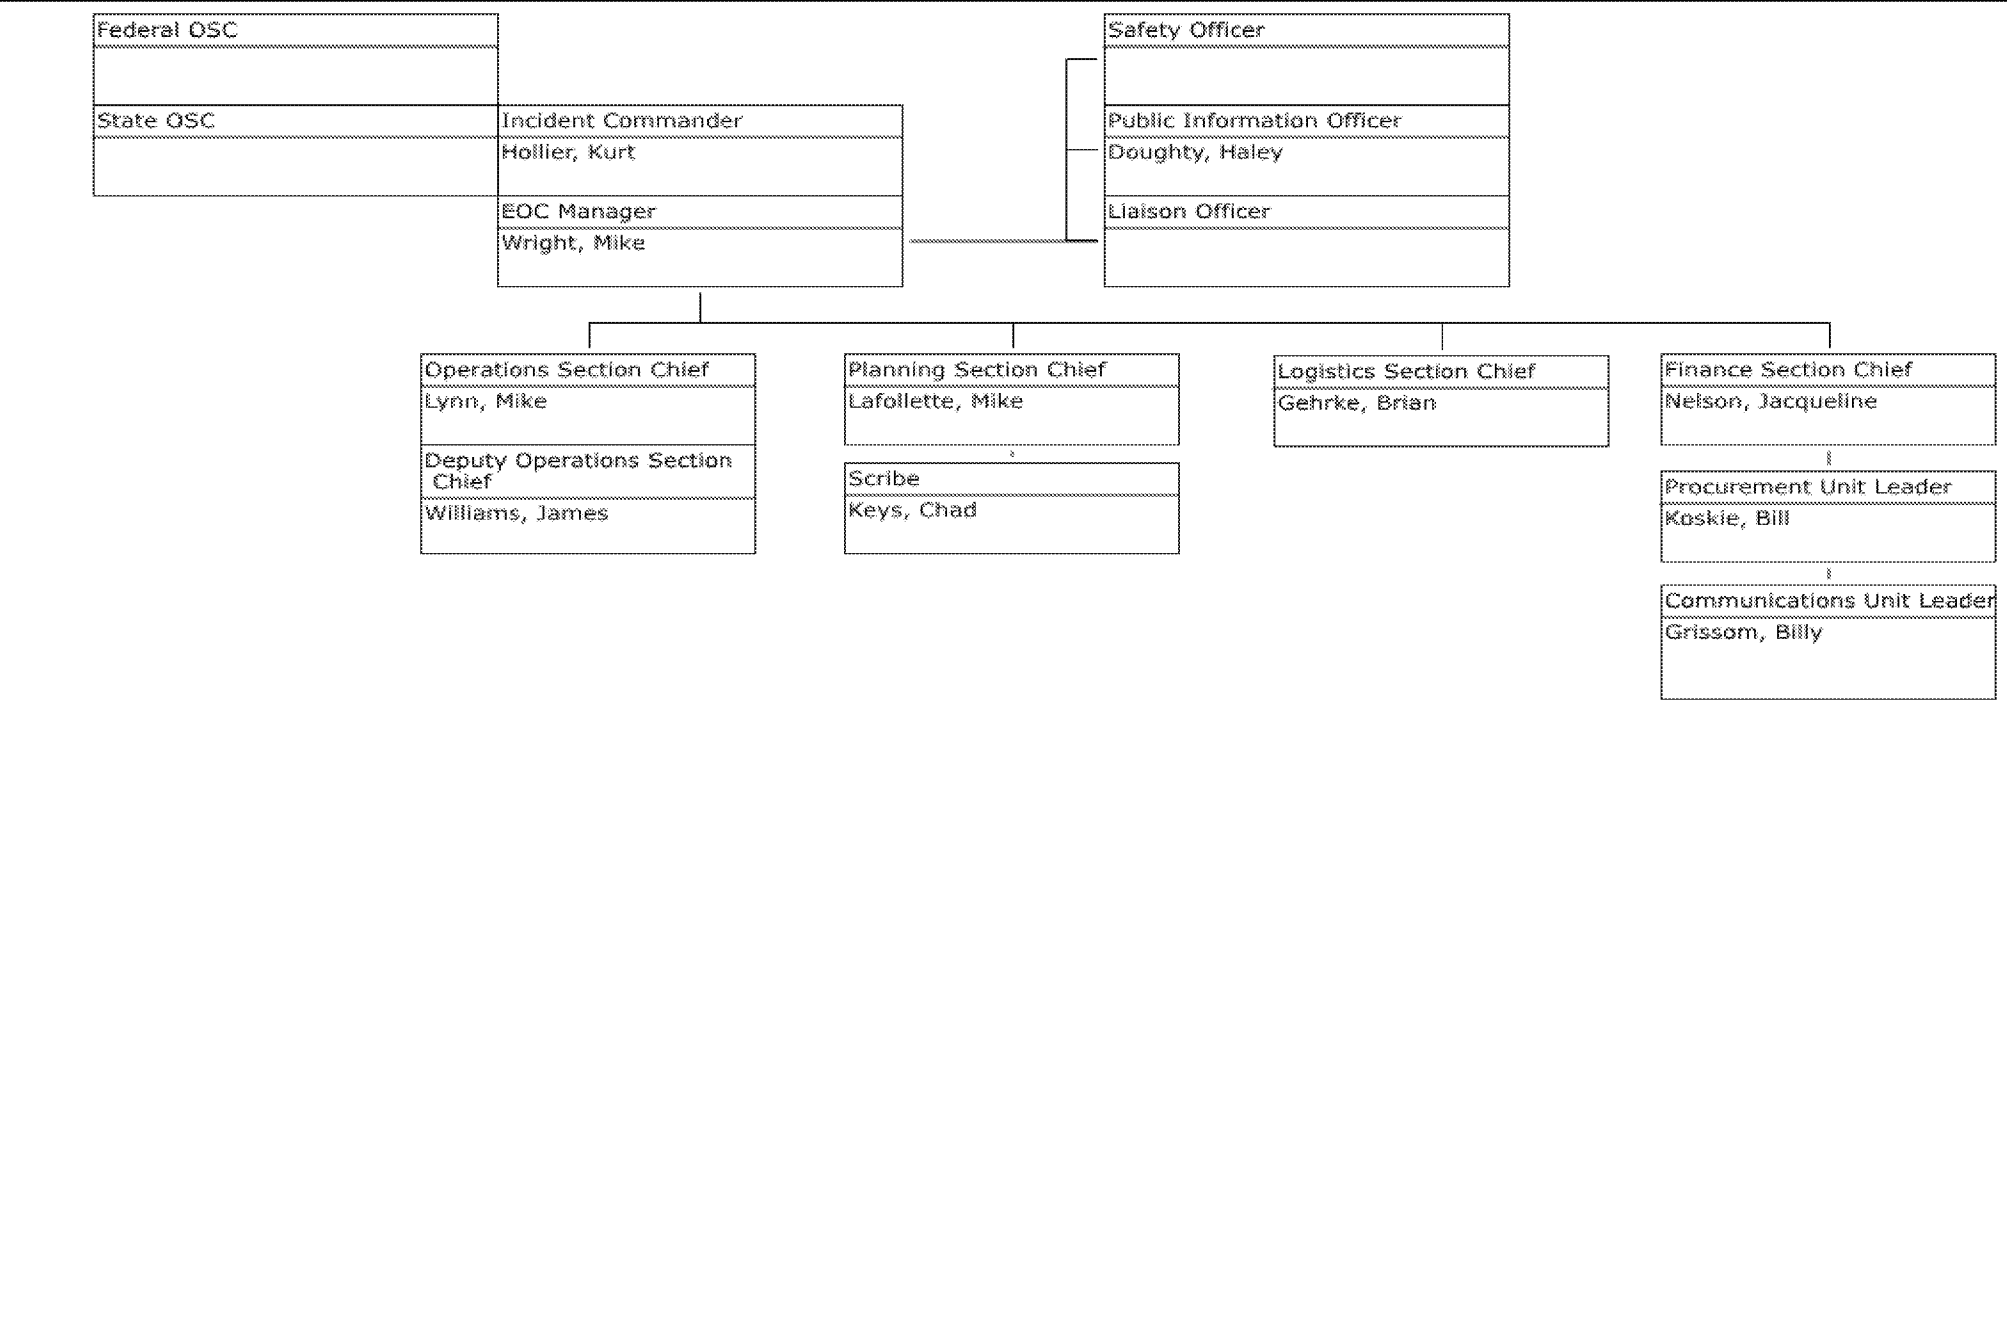 Federal OSC
State OSC
Incident Commander
Hollier, Kurt
EOC Manager
Wright, Mike
Safety Officer
Public Information Officer
Doughty, Haley
Liaison Officer
Operations Section Chief
Lynn, Mike
Deputy Operations Section
Chief
Williams, James
Planning Section Chief
Lafollette, Mike
Scribe
Keys, Chad
Logistics Section Chief
Gehrke, Brian
Finance Section Chief
Nelson, Jacqueline
Procurement Unit Leader
Koskie, Bill
Communications Unit Leader
Grissom, Billy